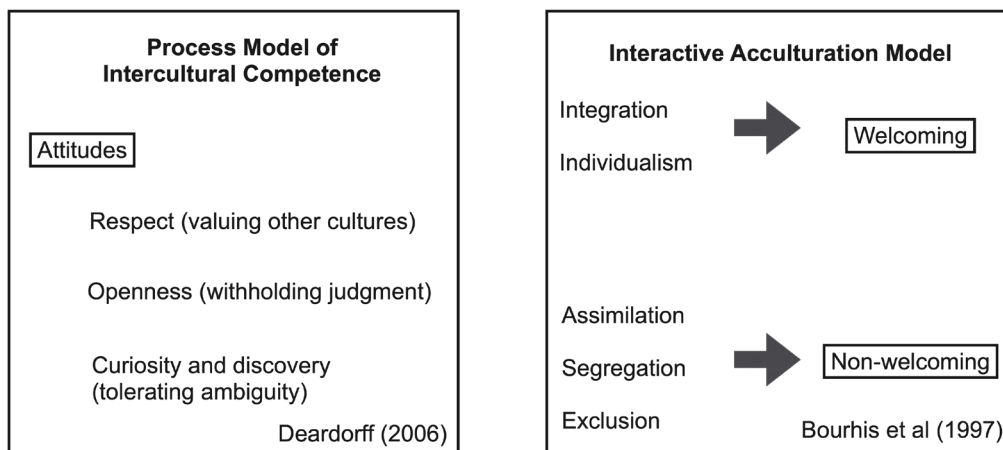 Process Model of
Intercultural Competence
Attitudes
Respect (valuing other cultures)
Openness (withholding judgment)
Curiosity and discovery
(tolerating ambiguity)
Deardorff (2006)
Interactive Acculturation Model
Integration
Individualism
Welcoming
Assimilation
Segregation
Exclusion
Non-welcoming
Bourhis et al (1997)